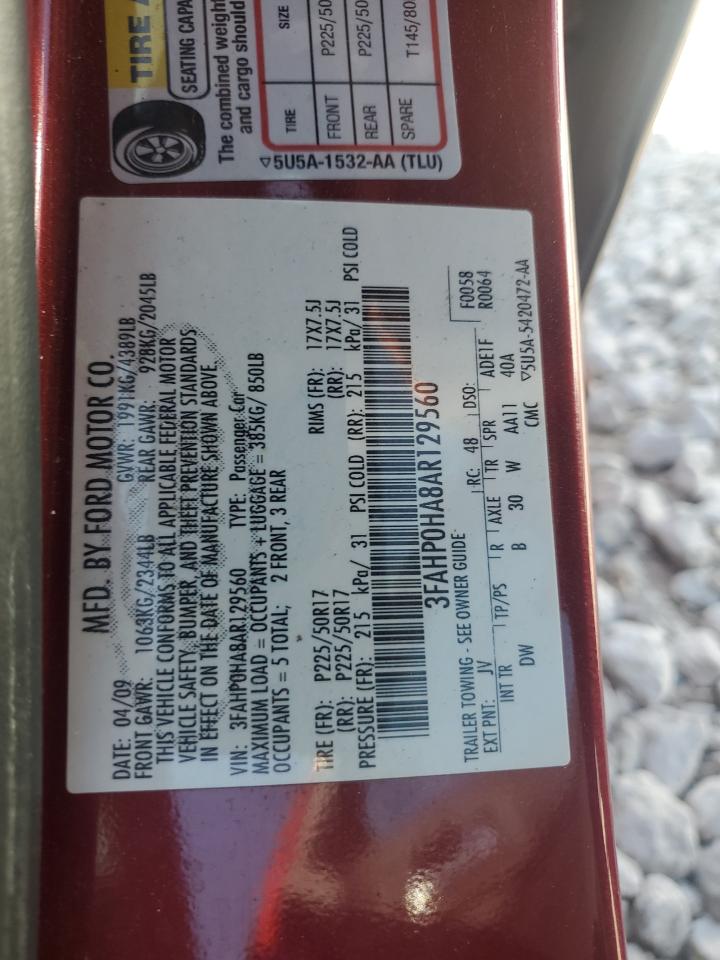 TIRE
SEATING CAPA
The combined weight
and cargo should
TIRE SIZE
FRONT P225/50
REAR P225/50
SPARE T145/80
5U5A-1532-AA (TLU)
MFD. BY FORD MOTOR CO.
DATE: 04/09 GVWR: 1991KG/4389LB
FRONT GAWR: 1063KG/2344LB REAR GAWR: 928KG/2045LB
THIS VEHICLE CONFORMS TO ALL APPLICABLE FEDERAL MOTOR
VEHICLE SAFETY, BUMPER, AND THEFT PREVENTION STANDARDS
IN EFFECT ON THE DATE OF MANUFACTURE SHOWN ABOVE.
VIN: 3FAHP0HA8AR129560 TYPE: Passenger Car
MAXIMUM LOAD = OCCUPANTS + LUGGAGE = 385KG/ 850LB
OCCUPANTS = 5 TOTAL; 2 FRONT, 3 REAR
TIRE (FR): P225/50R17 RIMS (FR): 17X7.5J
(RR): P225/50R17 (RR): 17X7.5J
PRESSURE (FR): 215 kPa/ 31 PSI COLD (RR): 215 kPa/ 31 PSI COLD
3FAHP0HA8AR129560
TRAILER TOWING - SEE OWNER GUIDE F0058
EXT PNT: JV RC: 48 DSO: R0064
INT TR TP/PS R AXLE TR SPR ADE1F
DW B 30 W AA11 40A
CMC 5U5A-5420472-AA